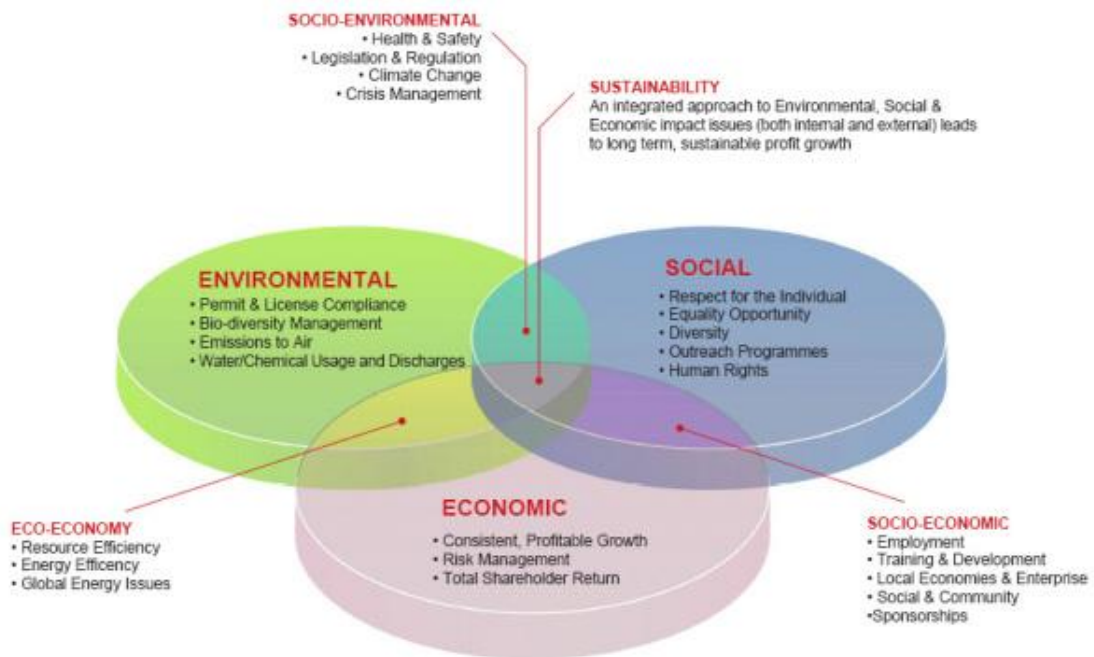 SOCIO-ENVIRONMENTAL
• Health & Safety
• Legislation & Regulation
• Climate Change
• Crisis Management
SUSTAINABILITY
An integrated approach to Environmental, Social &
Economic impact issues (both internal and external) leads
to long term, sustainable profit growth
ENVIRONMENTAL
• Permit & License Compliance
• Bio-diversity Management
• Emissions to Air
• Water/Chemical Usage and Discharges
SOCIAL
• Respect for the Individual
• Equality Opportunity
• Diversity
• Outreach Programmes
• Human Rights
ECO-ECONOMY
• Resource Efficiency
• Energy Efficency
• Global Energy Issues
ECONOMIC
• Consistent, Profitable Growth
• Risk Management
• Total Shareholder Return
SOCIO-ECONOMIC
• Employment
• Training & Development
• Local Economies & Enterprise
• Social & Community
•Sponsorships